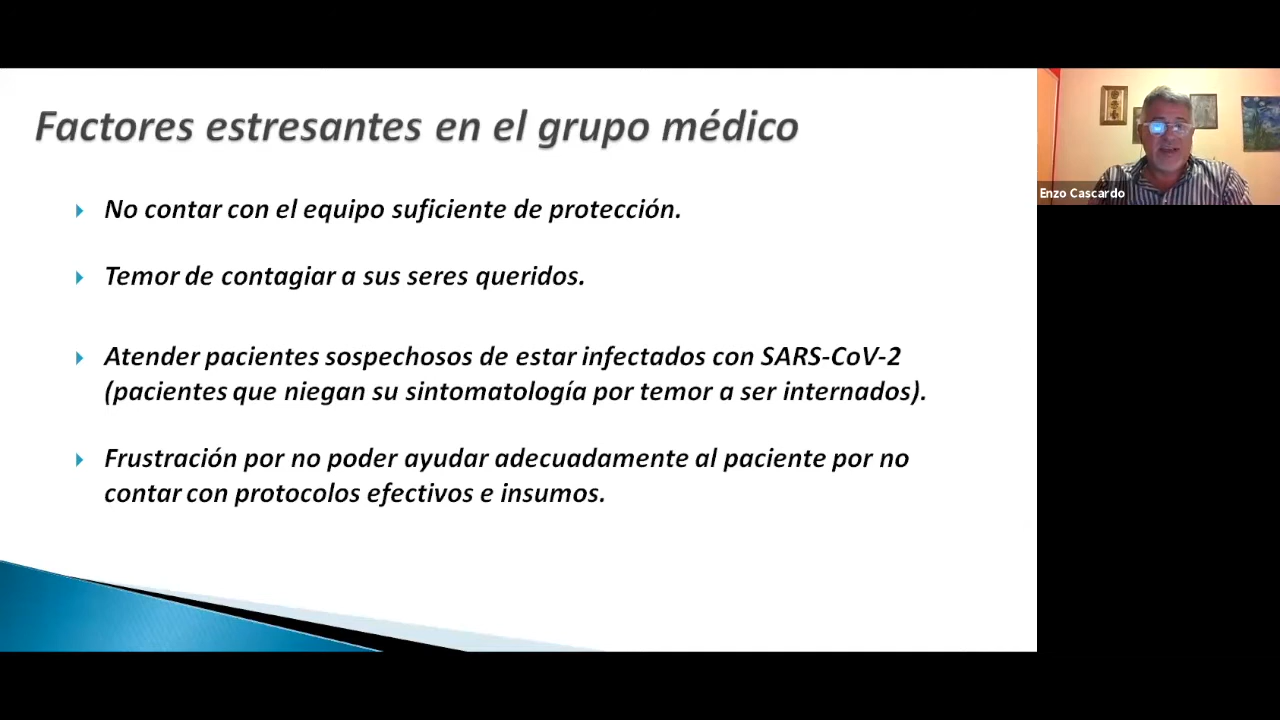 Factores estresantes en el grupo médico
No contar con el equipo suficiente de protección.
Temor de contagiar a sus seres queridos.
Atender pacientes sospechosos de estar infectados con SARS-CoV-2
(pacientes que niegan su sintomatología por temor a ser internados).
Frustración por no poder ayudar adecuadamente al paciente por no
contar con protocolos efectivos e insumos.
Enzo Cascardo